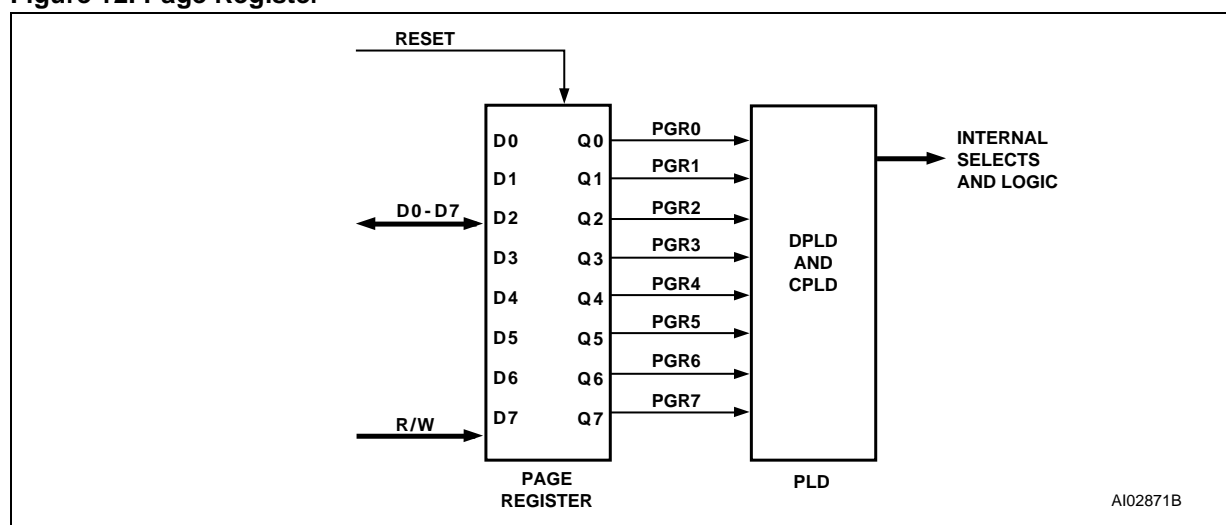 Figure 12. Page Register
RESET
D0 Q0 PGR0
D1 Q1 PGR1
D0-D7 D2 Q2 PGR2
D3 Q3 PGR3
D4 Q4 PGR4
D5 Q5 PGR5
D6 Q6 PGR6
R/W D7 Q7 PGR7
DPLD
AND
CPLD
INTERNAL
SELECTS
AND LOGIC
PAGE
REGISTER
PLD
AI02871B